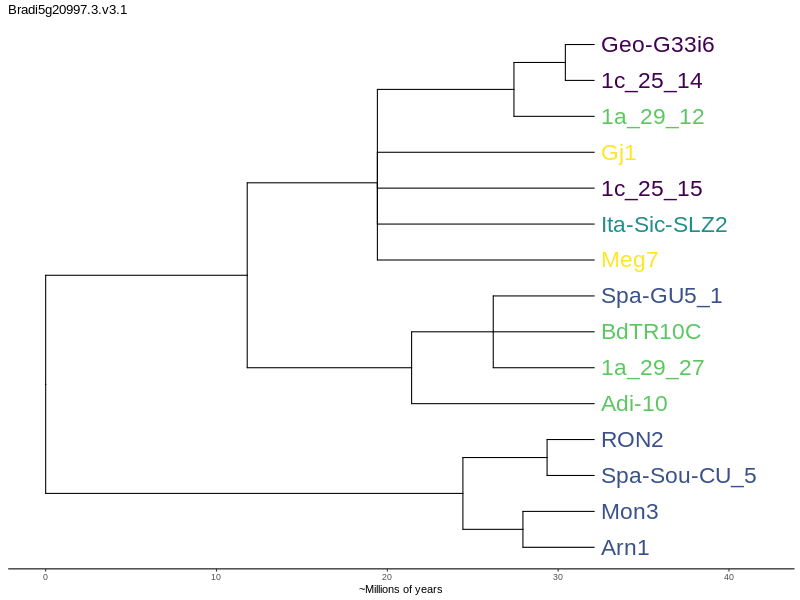 Bradi5g20997.3.v3.1
Geo-G33i6
1c_25_14
1a_29_12
Gj1
1c_25_15
Ita-Sic-SLZ2
Meg7
Spa-GU5_1
BdTR10C
1a_29_27
Adi-10
RON2
Spa-Sou-CU_5
Mon3
Arn1
0 10 20 30 40
~Millions of years